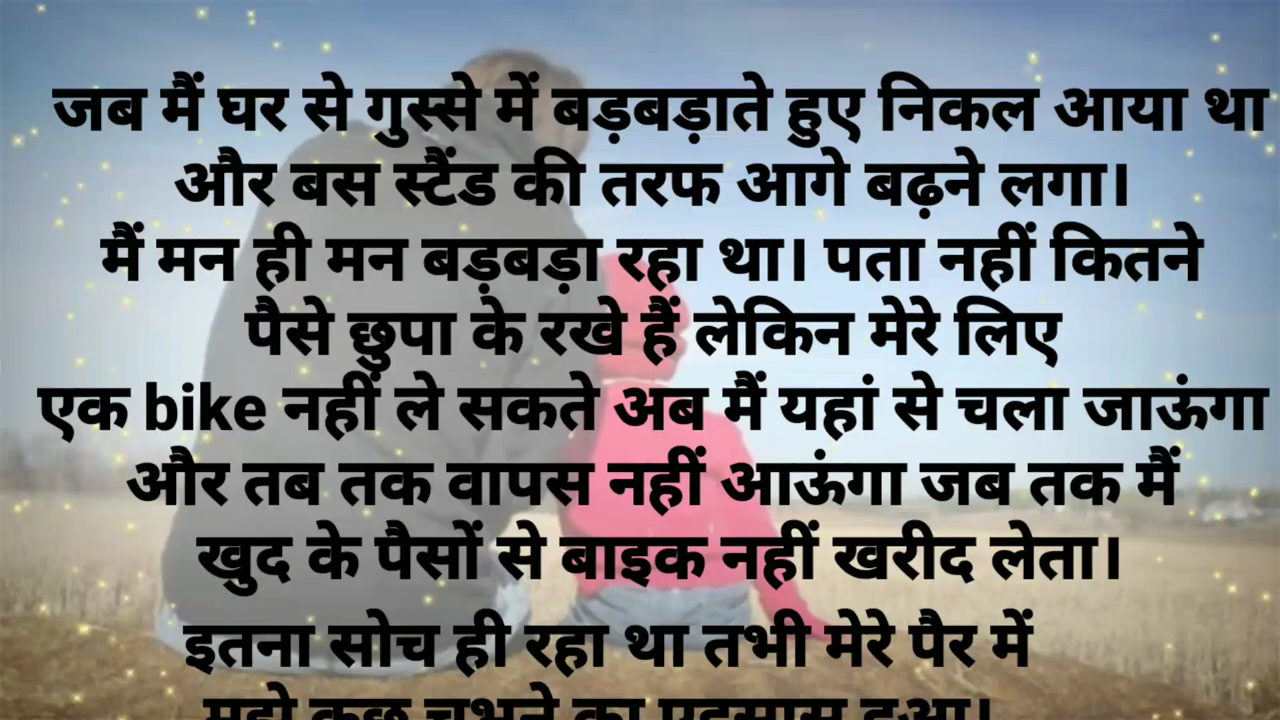 जब मैं घर से गुस्से में बड़बड़ाते हुए निकल आया था
और बस स्टैंड की तरफ आगे बढ़ने लगा।
मैं मन ही मन बड़बड़ा रहा था। पता नहीं कितने
पैसे छुपा के रखे हैं लेकिन मेरे लिए
एक bike नहीं ले सकते अब मैं यहां से चला जाऊंगा
और तब तक वापस नहीं आऊंगा जब तक मैं
खुद के पैसों से बाइक नहीं खरीद लेता।
इतना सोच ही रहा था तभी मेरे पैर में
मुझे कुछ चुभने का एहसास हुआ।